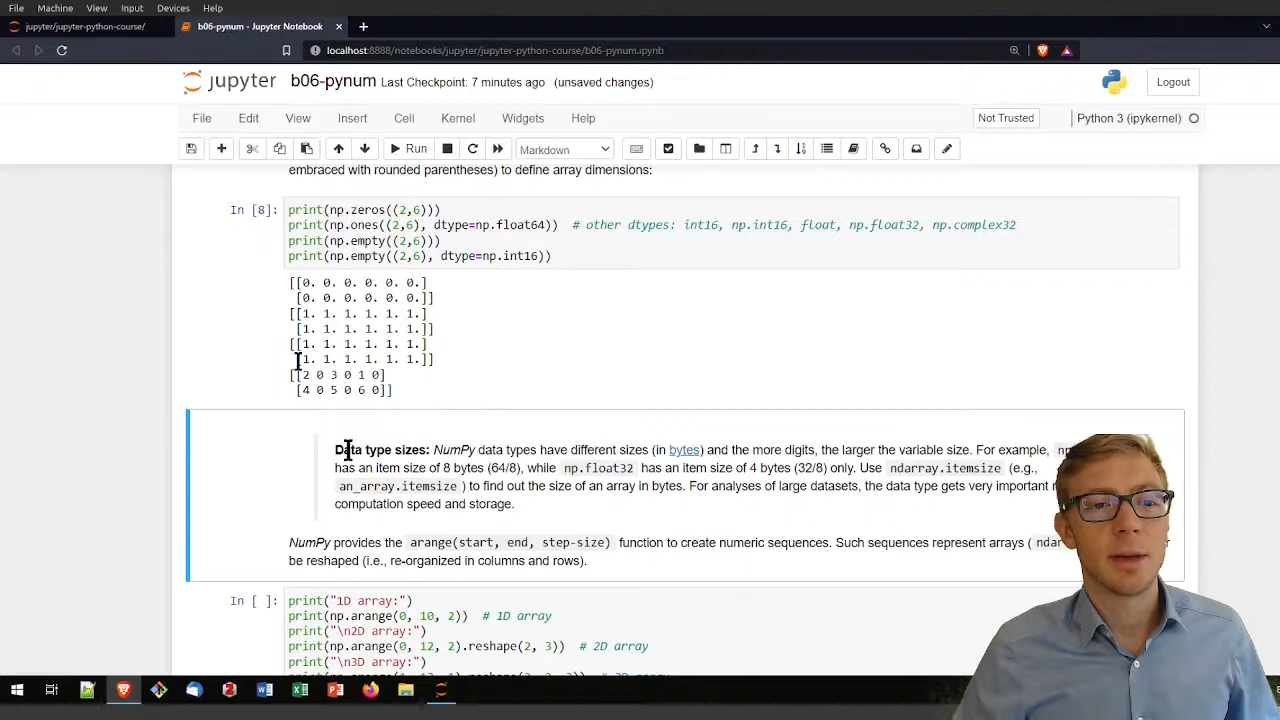 File Machine View Input Devices Help
jupyter/jupyter-python-course/
b06-pynum - Jupyter Notebook
localhost:8888/notebooks/jupyter/jupyter-python-course/b06-pynum.ipynb
jupyter b06-pynum Last Checkpoint: 7 minutes ago (unsaved changes)
Logout
File Edit View Insert Cell Kernel Widgets Help
Not Trusted
Python 3 (ipykernel)
Run
Markdown
embraced with rounded parentheses) to define array dimensions:
In [8]:
print(np.zeros((2,6)))
print(np.ones((2,6), dtype=np.float64)) # other dtypes: int16, np.int16, float, np.float32, np.complex32
print(np.empty((2,6)))
print(np.empty((2,6), dtype=np.int16))
[[0. 0. 0. 0. 0. 0.]
[0. 0. 0. 0. 0. 0.]]
[[1. 1. 1. 1. 1. 1.]
[1. 1. 1. 1. 1. 1.]]
[[1. 1. 1. 1. 1. 1.]
[1. 1. 1. 1. 1. 1.]]
[[2 0 3 0 1 0]
[4 0 5 0 6 0]]
Data type sizes: NumPy data types have different sizes (in bytes) and the more digits, the larger the variable size. For example,
has an item size of 8 bytes (64/8), while np.float32 has an item size of 4 bytes (32/8) only. Use ndarray.itemsize (e.g.,
an_array.itemsize ) to find out the size of an array in bytes. For analyses of large datasets, the data type gets very important
computation speed and storage.
NumPy provides the arange(start, end, step-size) function to create numeric sequences. Such sequences represent arrays (
be reshaped (i.e., re-organized in columns and rows).
In [ ]:
print("1D array:")
print(np.arange(0, 10, 2)) # 1D array
print("\n2D array:")
print(np.arange(0, 12, 2).reshape(2, 3)) # 2D array
print("\n3D array:")